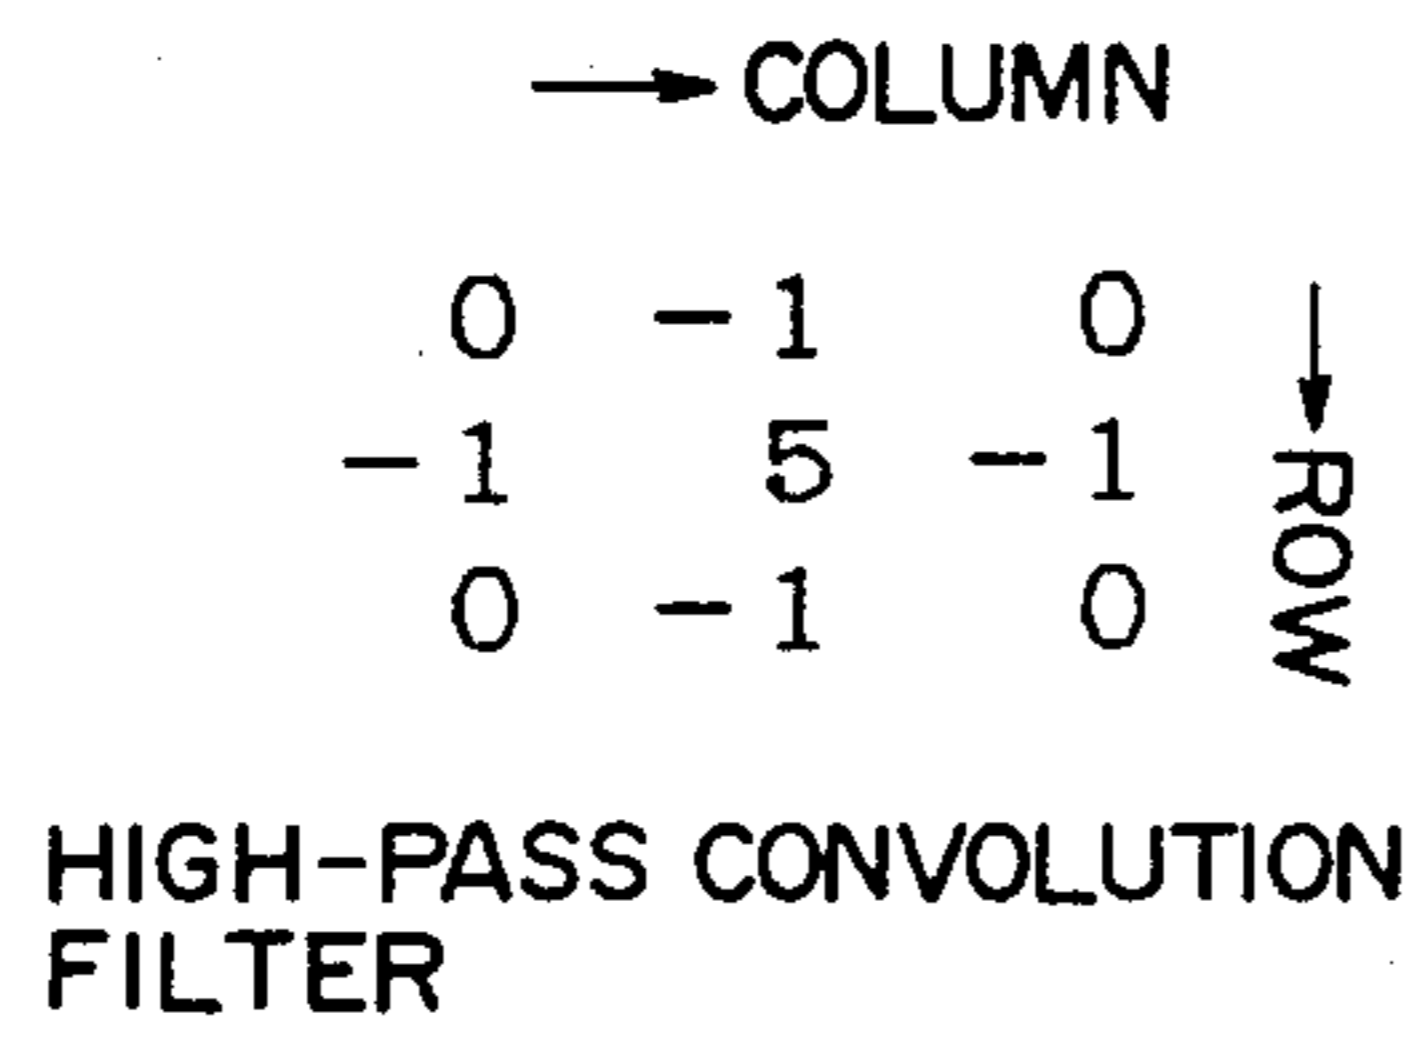 → COLUMN
0 -1 0
-1 5 -1
0 -1 0
→ ROW
HIGH-PASS CONVOLUTION
FILTER